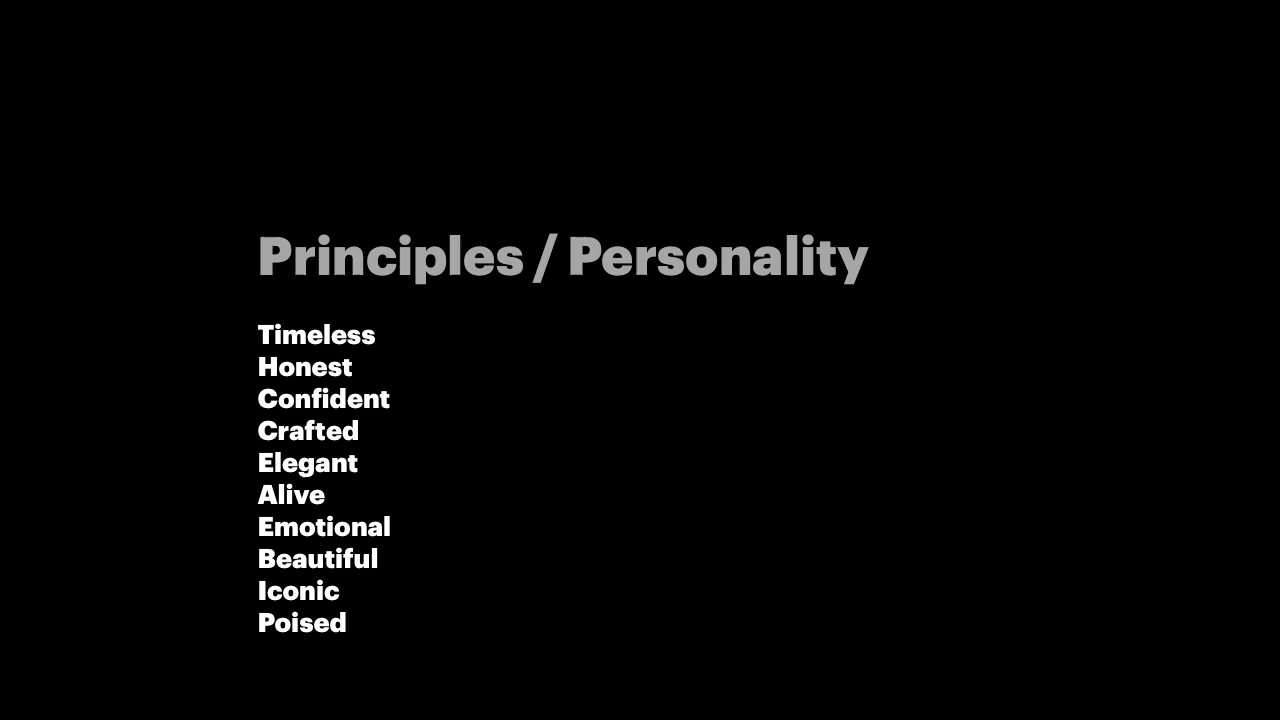 Principles / Personality
Timeless
Honest
Confident
Crafted
Elegant
Alive
Emotional
Beautiful
Iconic
Poised